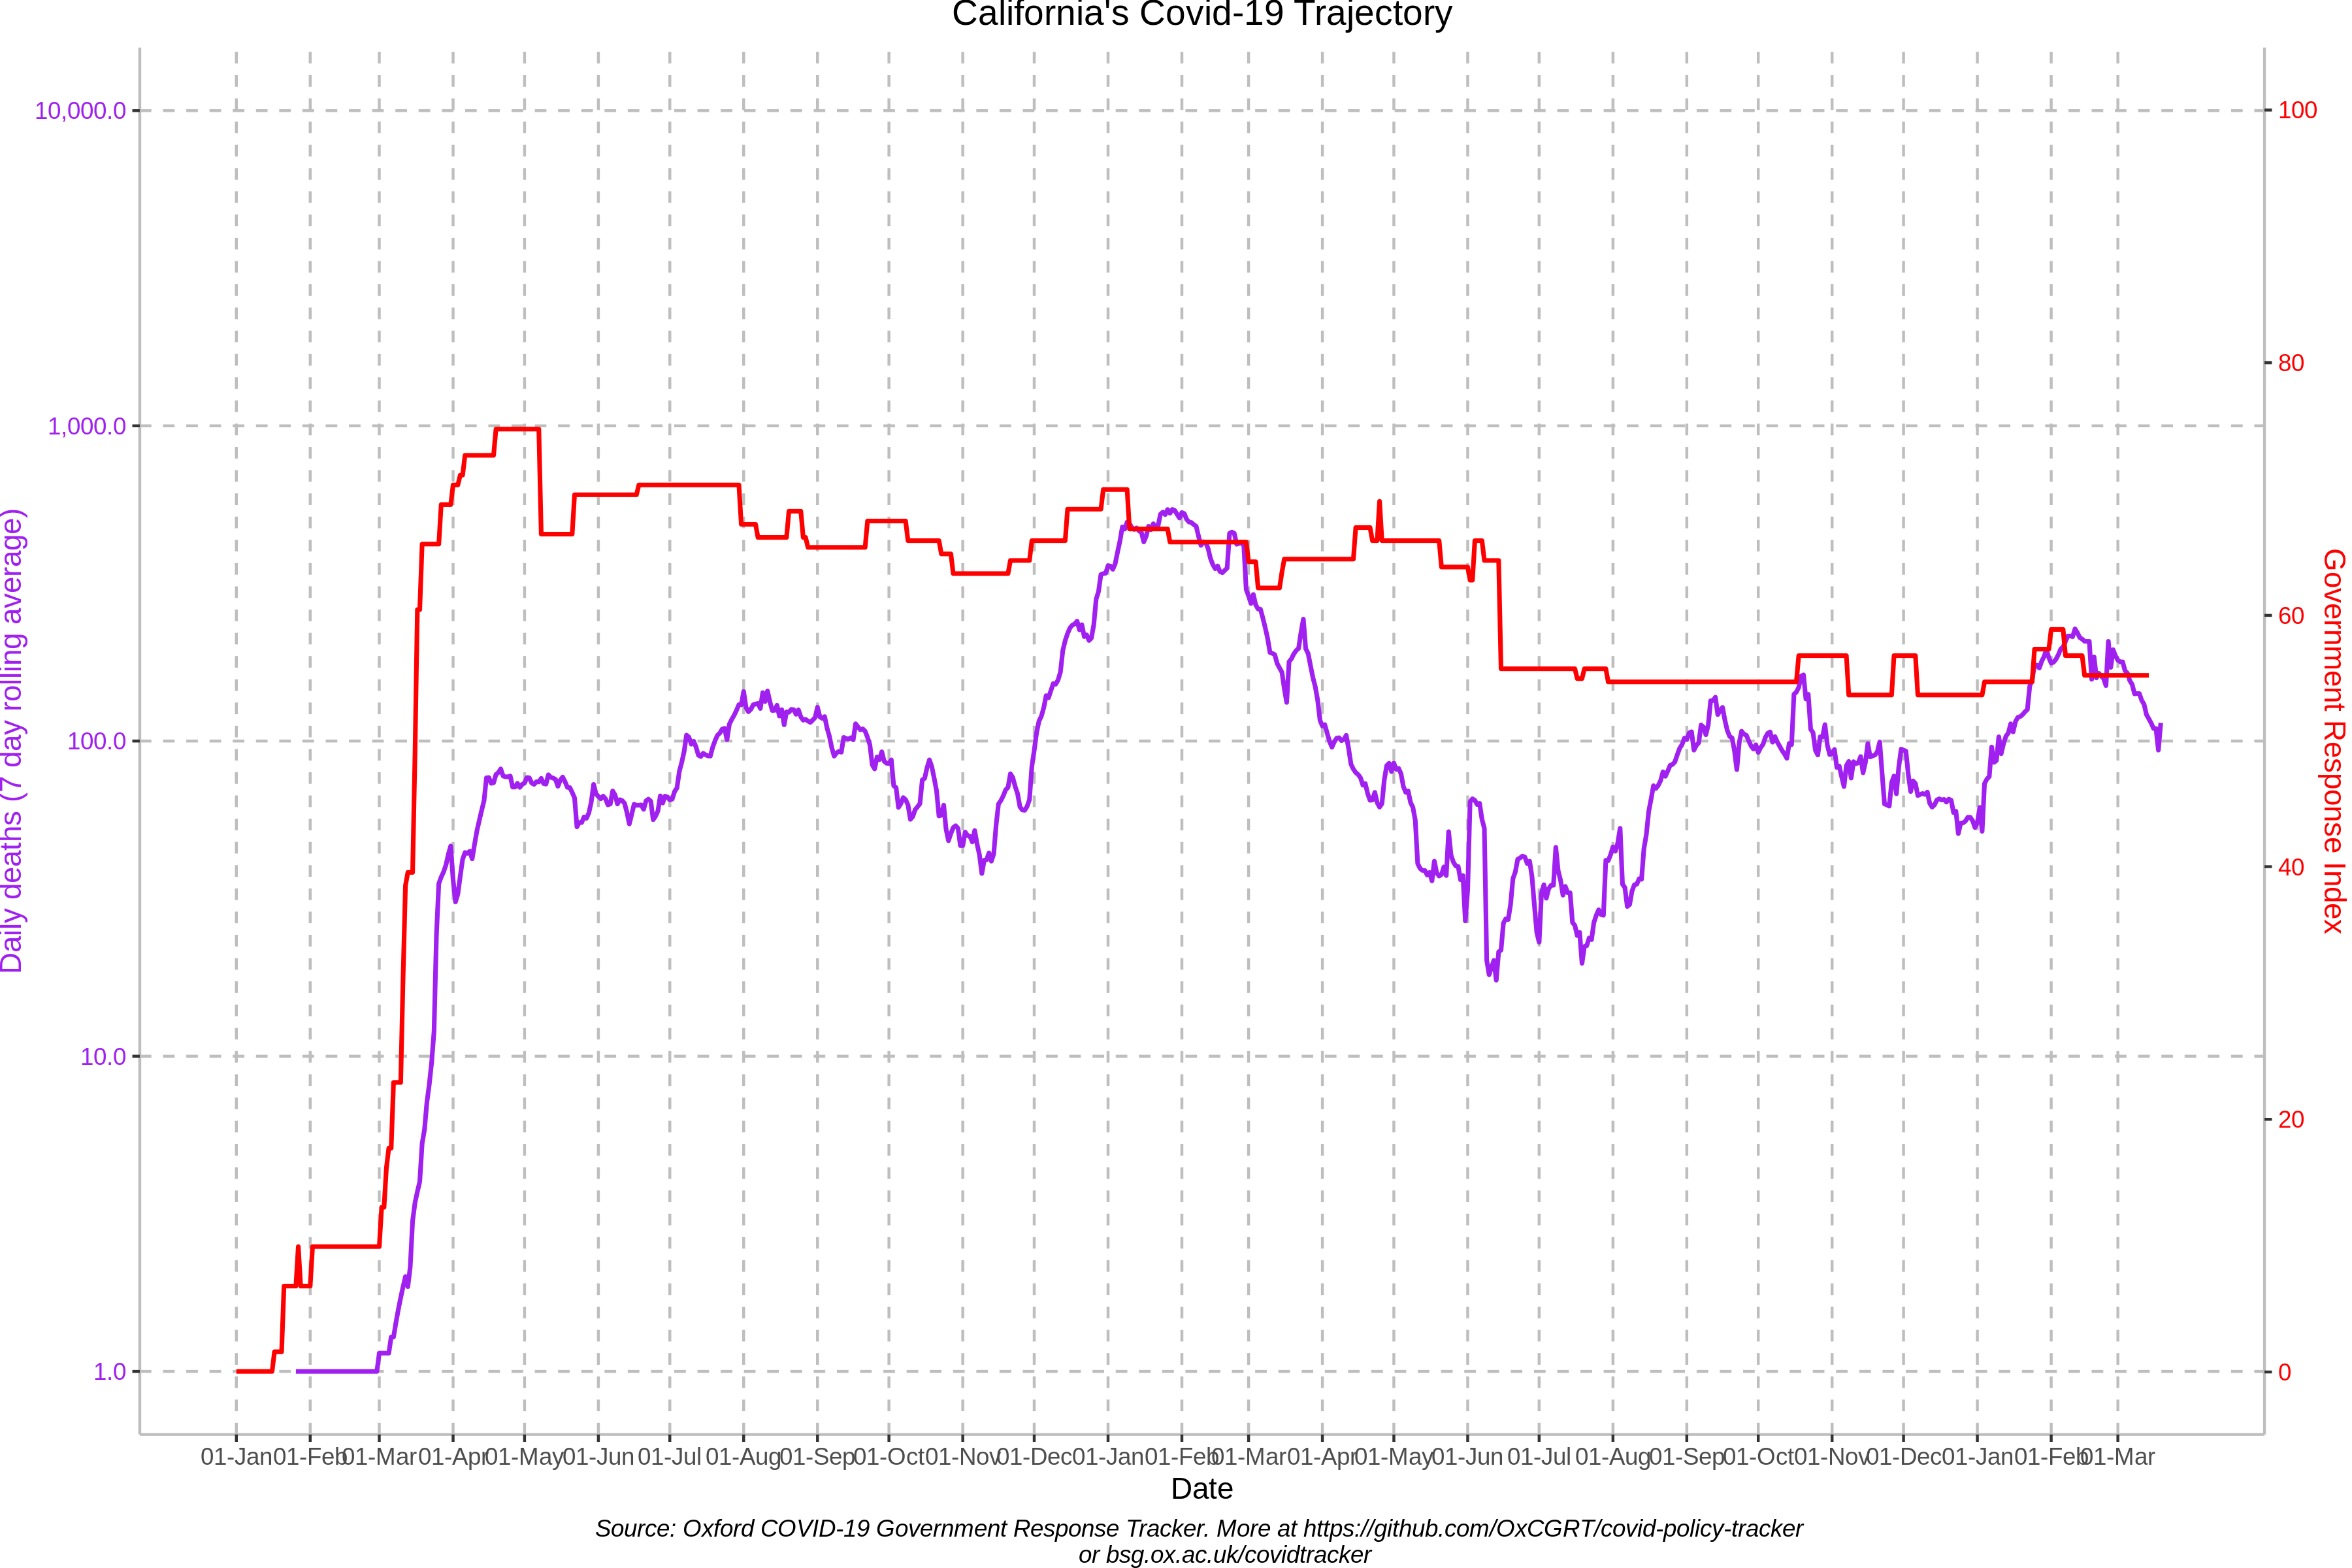 California's Covid-19 Trajectory
10,000.0
1,000.0
100.0
10.0
1.0
Daily deaths (7 day rolling average)
100
80
60
40
20
0
Government Response Index
01-Jan 01-Feb 01-Mar 01-Apr 01-May 01-Jun 01-Jul 01-Aug 01-Sep 01-Oct 01-Nov 01-Dec 01-Jan 01-Feb 01-Mar 01-Apr 01-May 01-Jun 01-Jul 01-Aug 01-Sep 01-Oct 01-Nov 01-Dec 01-Jan 01-Feb 01-Mar
Date
Source: Oxford COVID-19 Government Response Tracker. More at https://github.com/OxCGRT/covid-policy-tracker
or bsg.ox.ac.uk/covidtracker